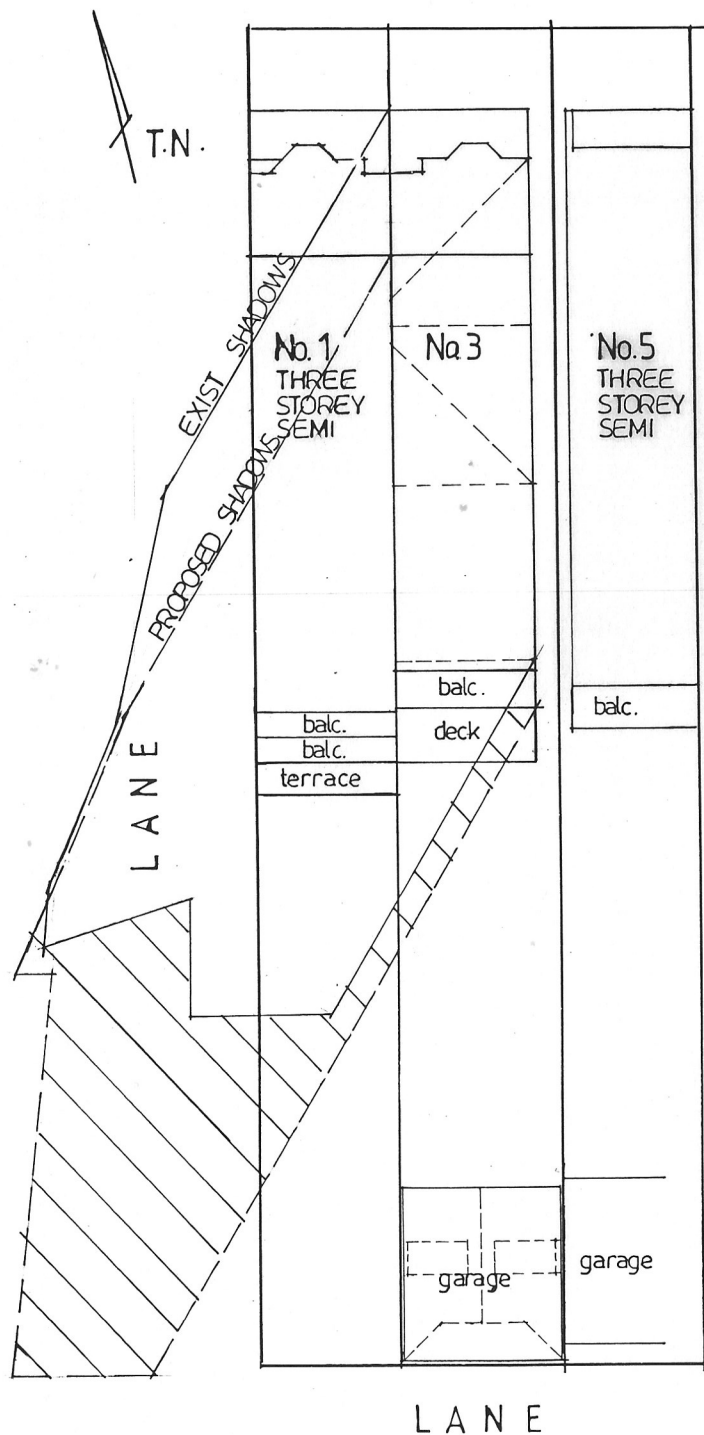 T.N.
EXIST SHADOWS
PROPOSED SHADOWS
No.1
THREE
STOREY
SEMI
No.3
No.5
THREE
STOREY
SEMI
balc.
balc.
terrace
balc.
deck
balc.
LANE
garage
garage
LANE